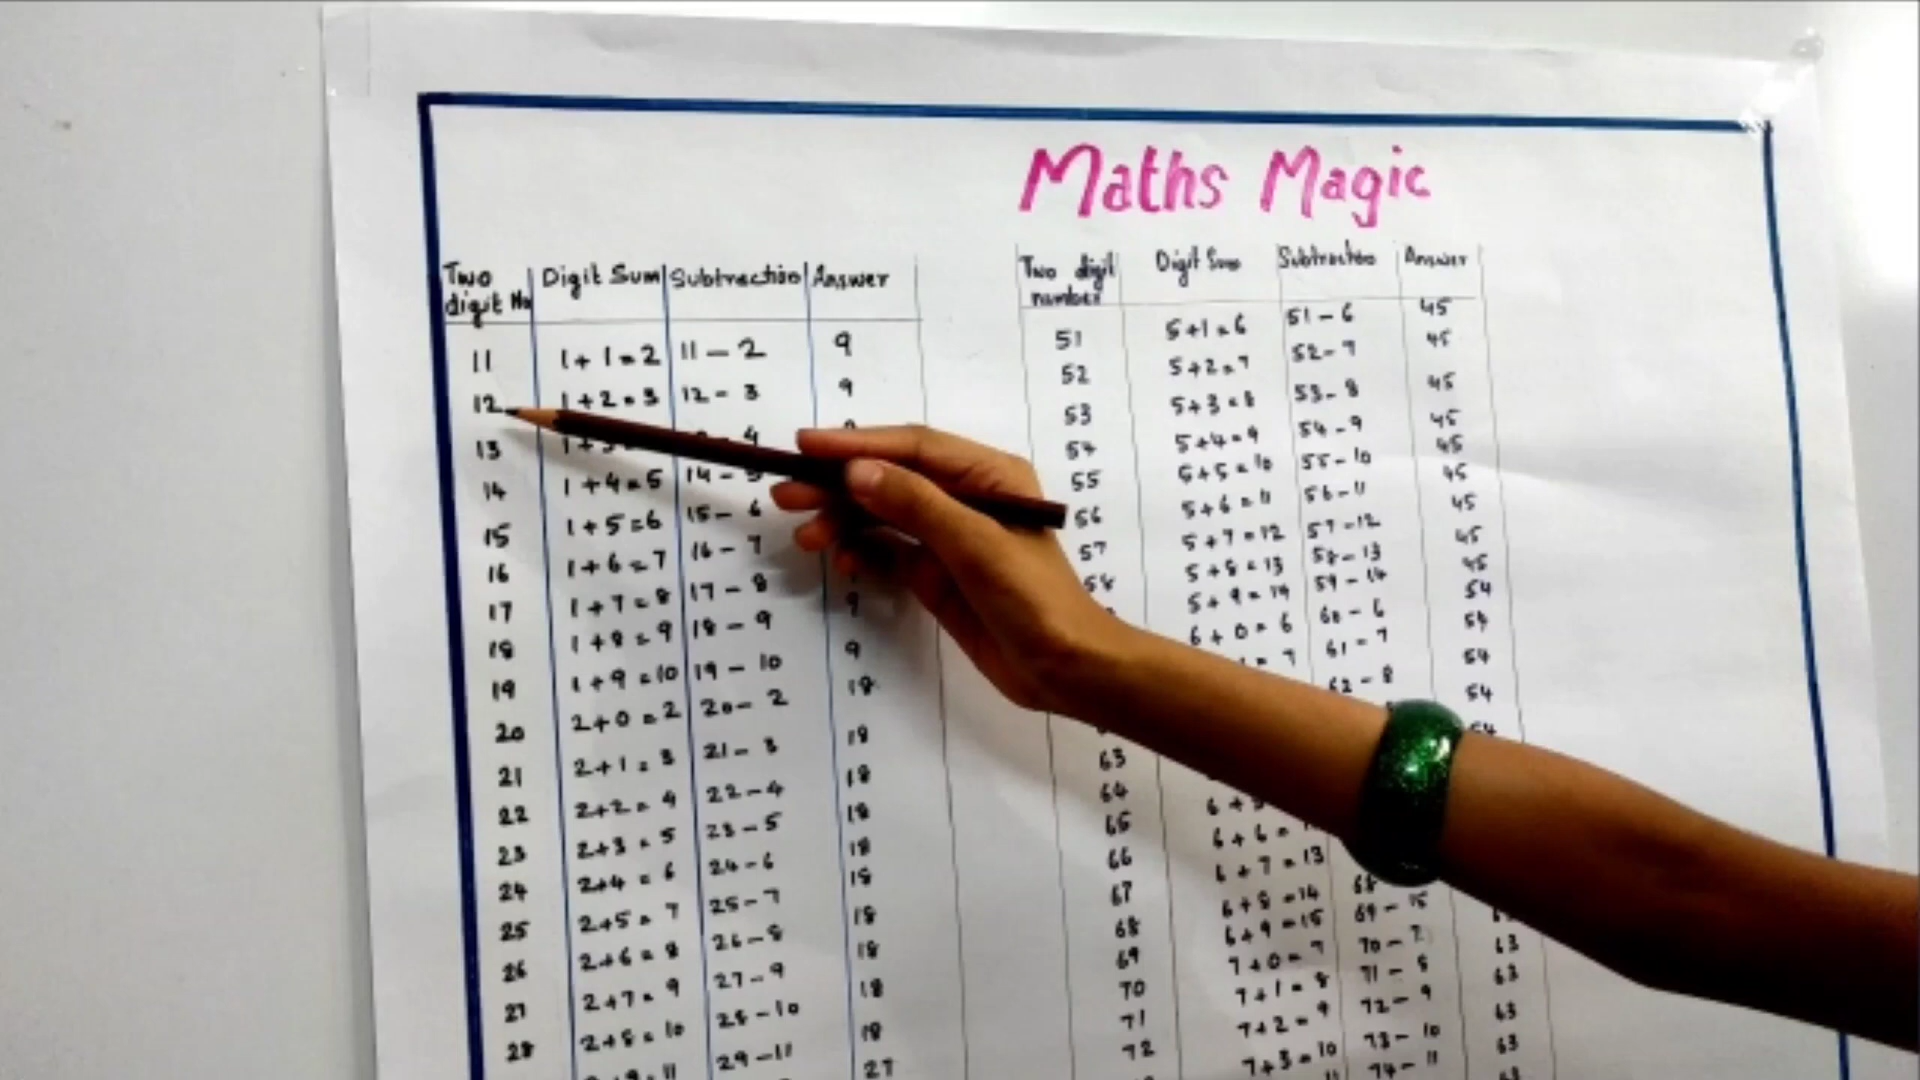 Maths Magic
Two digit No Digit Sum Subtraction Answer
11 1+1=2 11-2 9
12 1+2=3 12-3 9
13
14 1+4=5 14-5
15 1+5=6 15-6
16 1+6=7 16-7
17 1+7=8 17-8 9
18 1+8=9 18-9 9
19 1+9=10 19-10 9
20 2+0=2 20-2 18
21 2+1=3 21-3 18
22 2+2=4 22-4 18
23 2+3=5 23-5 18
24 2+4=6 24-6 18
25 2+5=7 25-7 18
26 2+6=8 26-8 18
27 2+7=9 27-9 18
28 2+8=10 28-10 18
29-11 27
Two digit number Digit Sum Subtraction Answer
51 5+1=6 51-6 45
52 5+2=7 52-7 45
53 5+3=8 53-8 45
54 5+4=9 54-9 45
55 5+5=10 55-10 45
56 5+6=11 56-11 45
57 5+7=12 57-12 45
58 5+8=13 58-13 45
5+9=14 59-14 45
6+0=6 60-6 54
61-7 54
62-8 54
63 54
64
65
66 6+6=
67 6+7=13
68 6+8=14
69 6+9=15 69-15
70 7+0=7 70-7 63
71 7+1=8 71-8 63
72 7+2=9 72-9 63
7+3=10 73-10 63
74-11